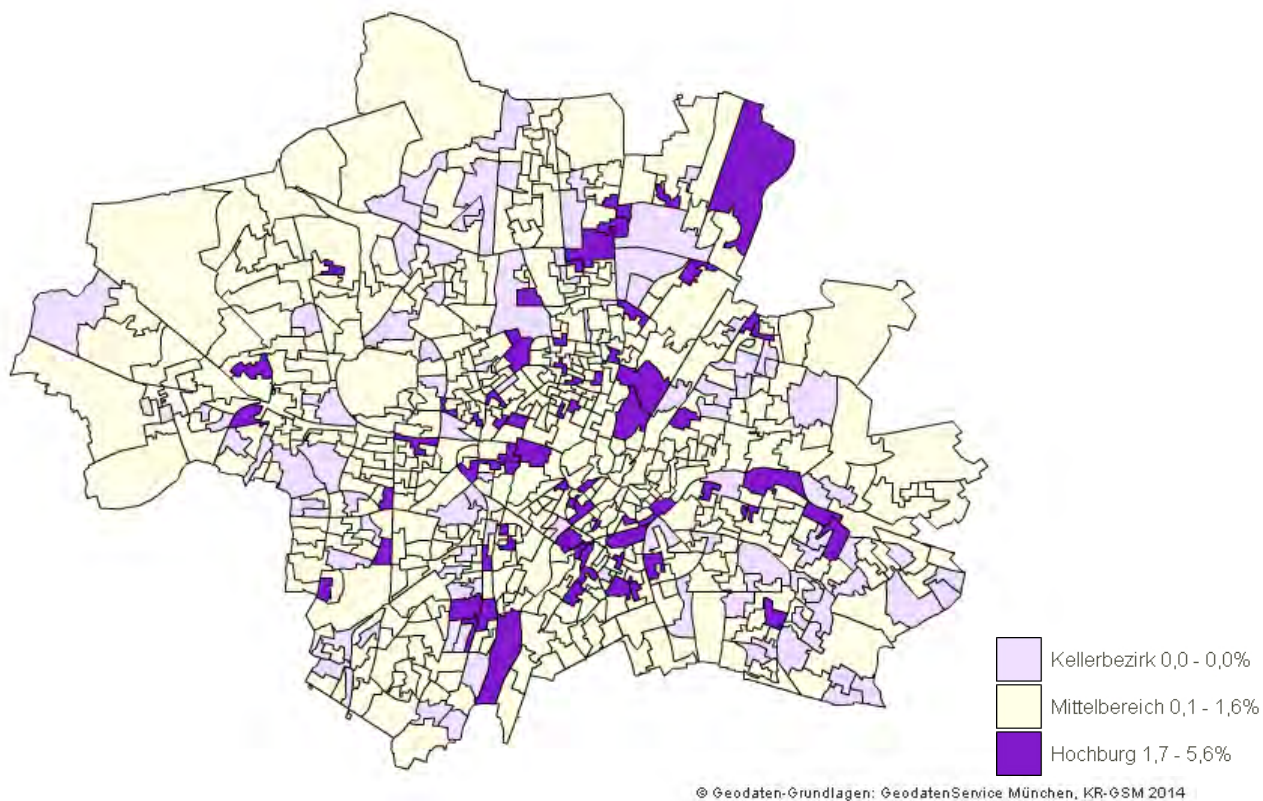 Kellerbezirk 0,0 - 0,0%
Mittelbereich 0,1 - 1,6%
Hochburg 1,7 - 5,6%
© Geodaten-Grundlagen: GeodatenService München, KR-GSM 2014